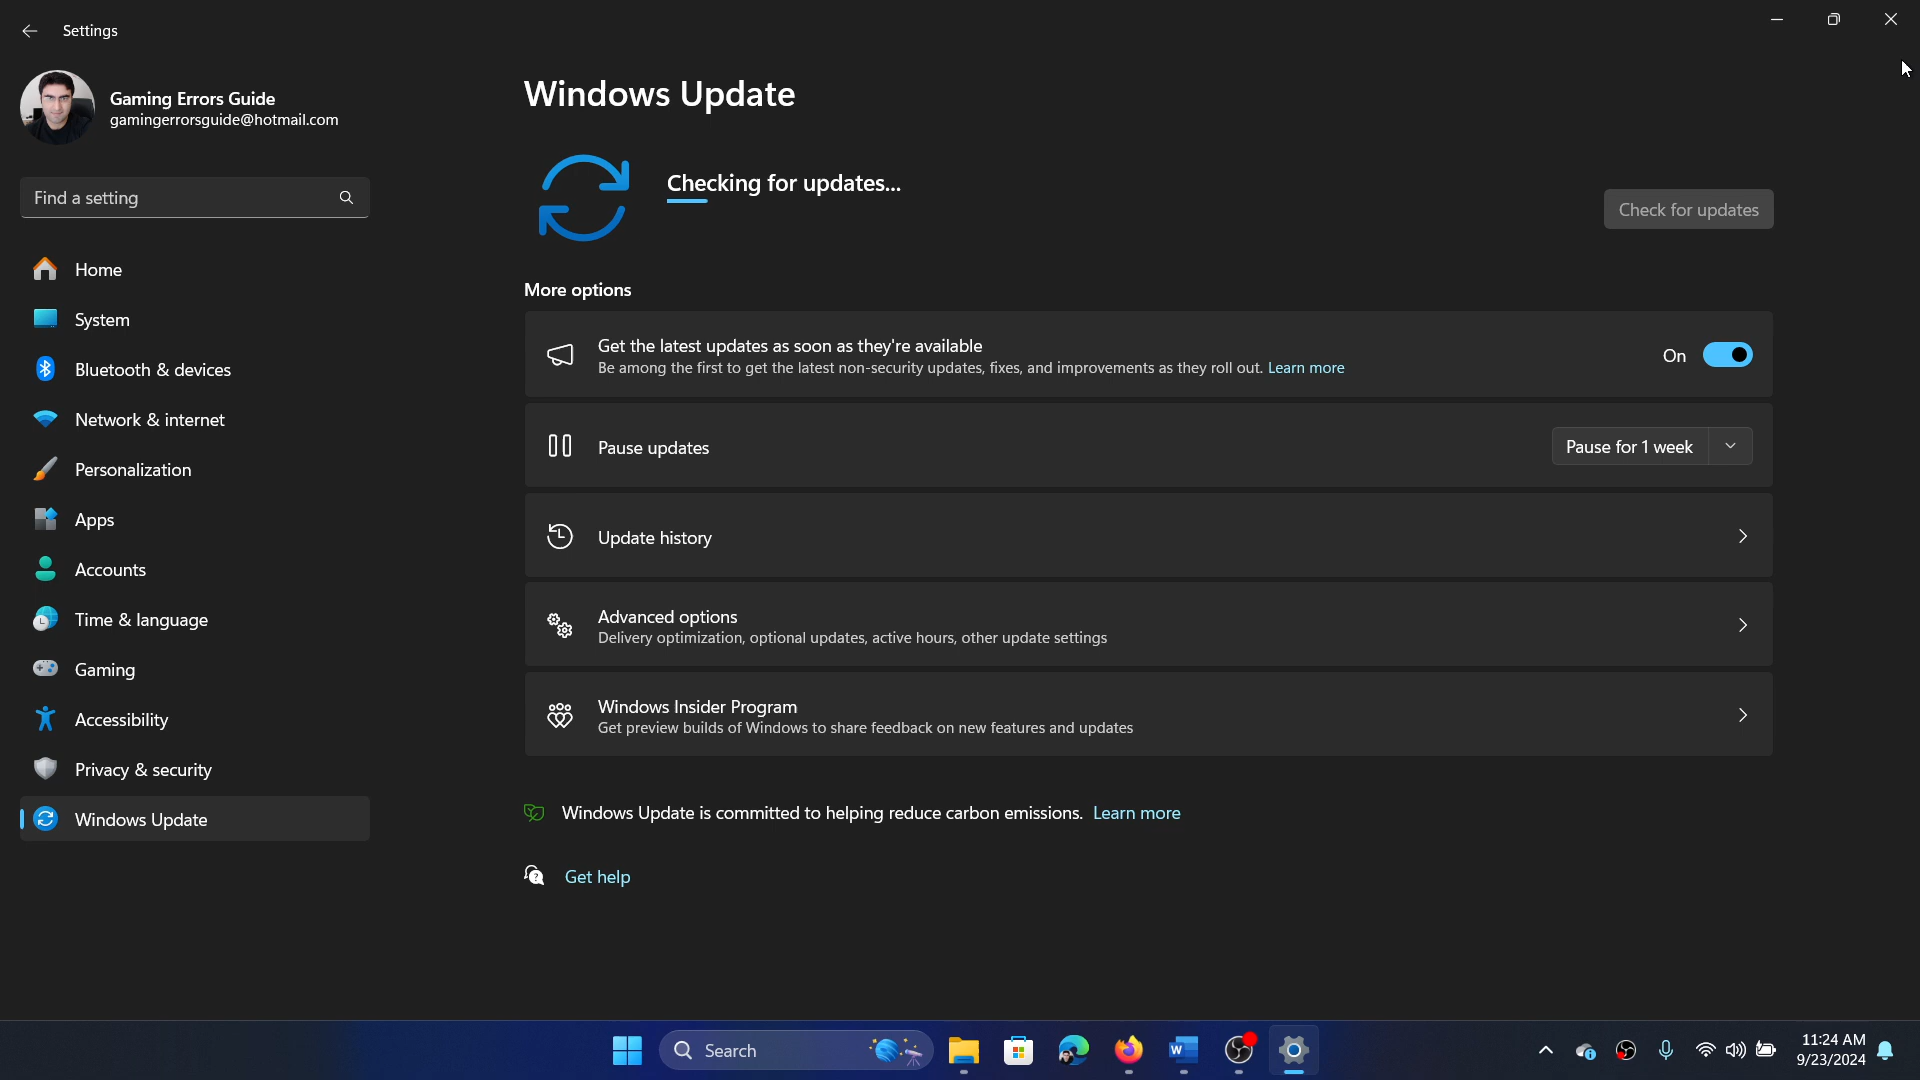 Settings
Gaming Errors Guide
gamingerrorsguide@hotmail.com
Find a setting
Home
System
Bluetooth & devices
Network & internet
Personalization
Apps
Accounts
Time & language
Gaming
Accessibility
Privacy & security
Windows Update
Windows Update
Checking for updates...
Check for updates
More options
Get the latest updates as soon as they're available
Be among the first to get the latest non-security updates, fixes, and improvements as they roll out. Learn more
On
Pause updates
Pause for 1 week
Update history
Advanced options
Delivery optimization, optional updates, active hours, other update settings
Windows Insider Program
Get preview builds of Windows to share feedback on new features and updates
Windows Update is committed to helping reduce carbon emissions. Learn more
Get help
Search
W
11:24 AM
9/23/2024